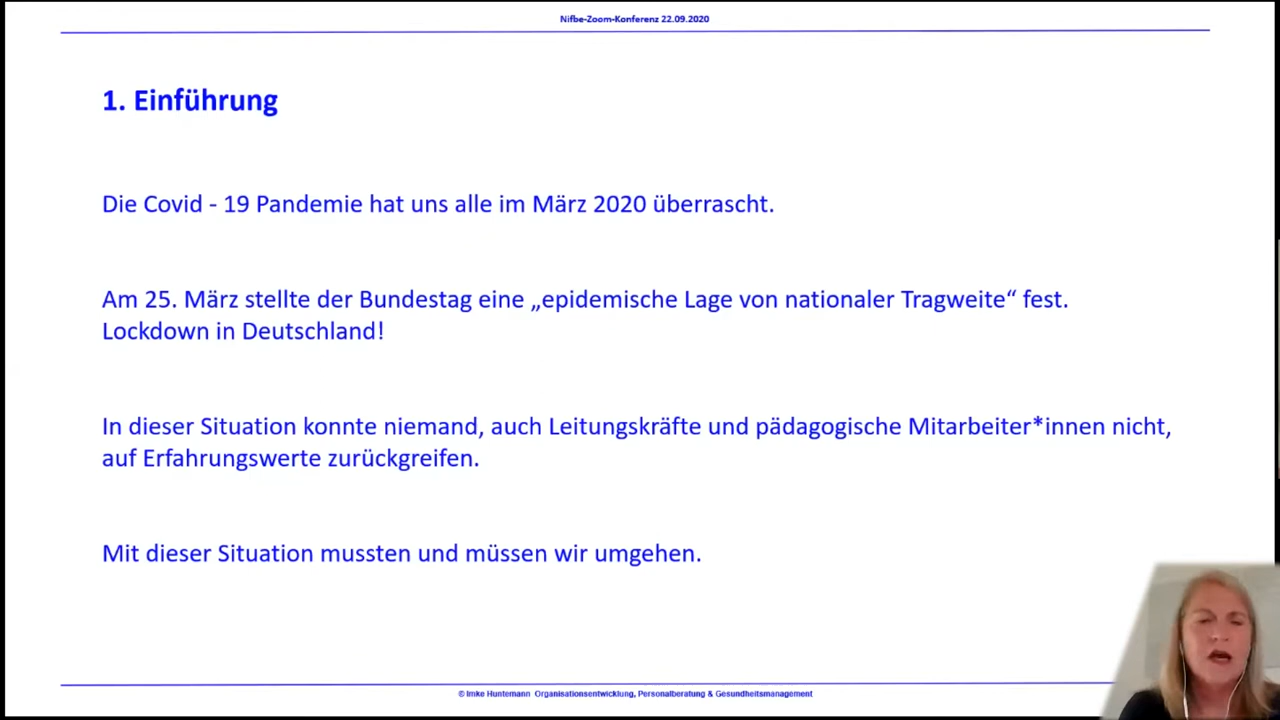 Nifbe-Zoom-Konferenz 22.09.2020
1. Einführung
Die Covid - 19 Pandemie hat uns alle im März 2020 überrascht.
Am 25. März stellte der Bundestag eine „epidemische Lage von nationaler Tragweite“ fest.
Lockdown in Deutschland!
In dieser Situation konnte niemand, auch Leitungskräfte und pädagogische Mitarbeiter*innen nicht,
auf Erfahrungswerte zurückgreifen.
Mit dieser Situation mussten und müssen wir umgehen.
© Imke Huntemann Organisationsentwicklung, Personalberatung & Gesundheitsmanagement